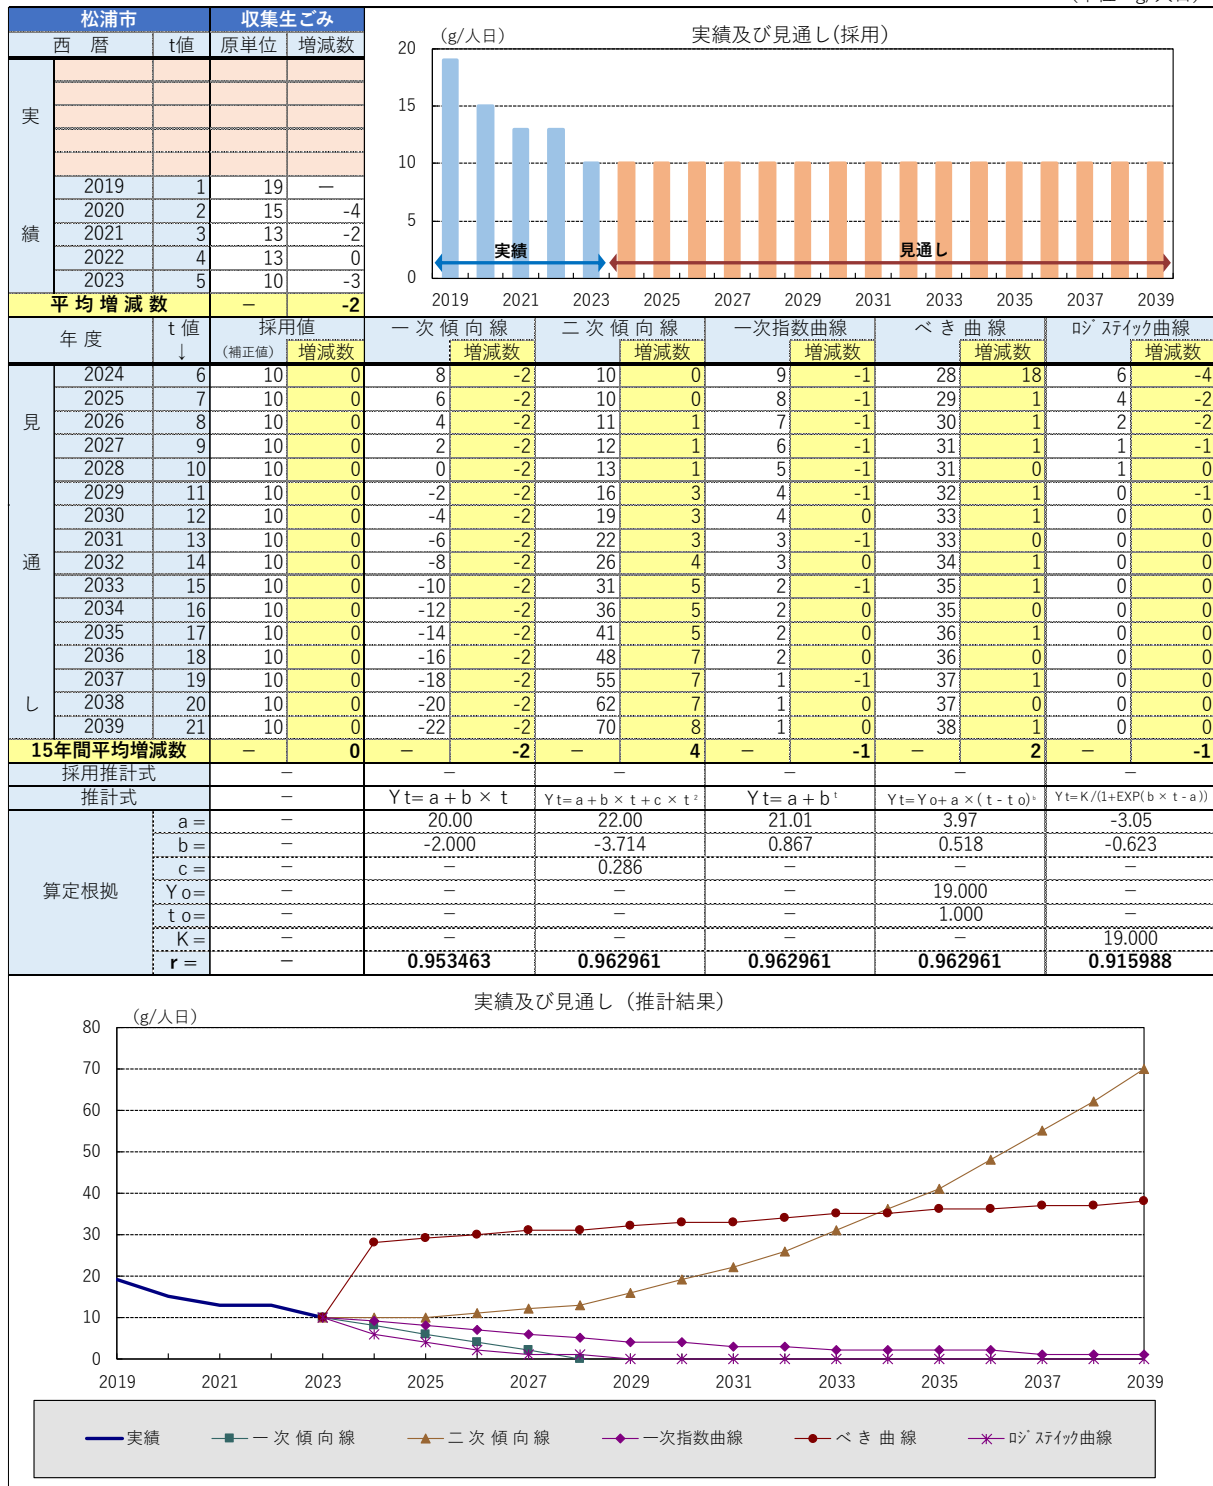 松浦市 収集生ごみ
西 暦 t値 原単位 増減数
実
績
2019 1 19 －
2020 2 15 -4
2021 3 13 -2
2022 4 13 0
2023 5 10 -3
平 均 増 減 数 － -2
(g/人日) 実績及び見通し(採用)
20
15
10
5
0
実績 見通し
2019 2021 2023 2025 2027 2029 2031 2033 2035 2037 2039
年 度 t 値 ↓ 採用値 (補正値) 増減数 一 次 傾 向 線 増減数 二 次 傾 向 線 増減数 一次指数曲線 増減数 べ き 曲 線 増減数 ﾛｼﾞｽﾃｲｯｸ曲線 増減数
見
通
し
2024 6 10 0 8 -2 10 0 9 -1 28 18 6 -4
2025 7 10 0 6 -2 10 0 8 -1 29 1 4 -2
2026 8 10 0 4 -2 11 1 7 -1 30 1 2 -2
2027 9 10 0 2 -2 12 1 6 -1 31 1 1 -1
2028 10 10 0 0 -2 13 1 5 -1 31 0 1 0
2029 11 10 0 -2 -2 16 3 4 -1 32 1 0 -1
2030 12 10 0 -4 -2 19 3 4 0 33 1 0 0
2031 13 10 0 -6 -2 22 3 3 -1 33 0 0 0
2032 14 10 0 -8 -2 26 4 3 0 34 1 0 0
2033 15 10 0 -10 -2 31 5 2 -1 35 1 0 0
2034 16 10 0 -12 -2 36 5 2 0 35 0 0 0
2035 17 10 0 -14 -2 41 5 2 0 36 1 0 0
2036 18 10 0 -16 -2 48 7 2 0 36 0 0 0
2037 19 10 0 -18 -2 55 7 1 -1 37 1 0 0
2038 20 10 0 -20 -2 62 7 1 0 37 0 0 0
2039 21 10 0 -22 -2 70 8 1 0 38 1 0 0
15年間平均増減数 － 0 － -2 － 4 － -1 － 2 － -1
採用推計式 － － － － － －
推計式 － Ｙt=ａ+ｂ × ｔ Ｙt=ａ+ｂ × ｔ+ｃ × ｔ² Ｙt=ａ+ｂᵗ Ｙt=Ｙo+ａ×(ｔ-ｔo)ᵇ Ｙt=Ｋ/(1+EXP(ｂ×ｔ-ａ))
算定根拠
ａ= － 20.00 22.00 21.01 3.97 -3.05
ｂ= － -2.000 -3.714 0.867 0.518 -0.623
ｃ= － － 0.286 － － －
Ｙo= － － － － 19.000 －
ｔo= － － － － 1.000 －
Ｋ= － － － － － 19.000
ｒ= － 0.953463 0.962961 0.962961 0.962961 0.915988
実績及び見通し（推計結果）
(g/人日)
80
70
60
50
40
30
20
10
0
2019 2021 2023 2025 2027 2029 2031 2033 2035 2037 2039
実績 一 次 傾 向 線 二 次 傾 向 線 一次指数曲線 べ き 曲 線 ﾛｼﾞｽﾃｲｯｸ曲線